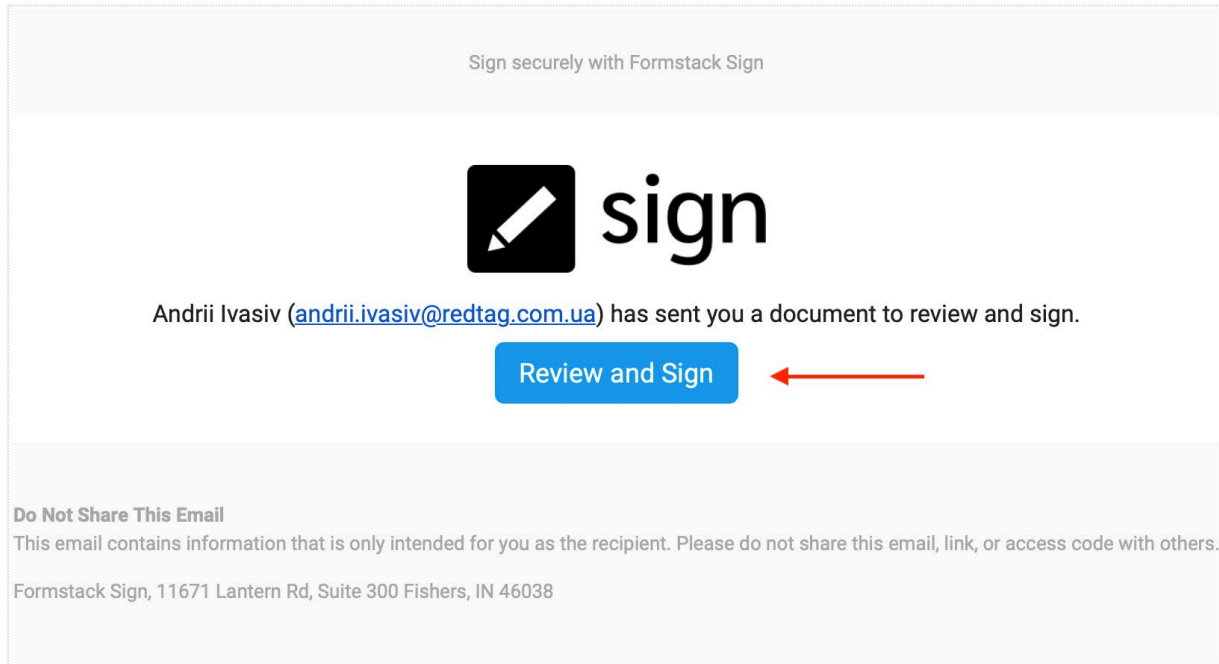 Sign securely with Formstack Sign
sign
Andrii Ivasiv (andrii.ivasiv@redtag.com.ua) has sent you a document to review and sign.
Review and Sign
Do Not Share This Email
This email contains information that is only intended for you as the recipient. Please do not share this email, link, or access code with others.
Formstack Sign, 11671 Lantern Rd, Suite 300 Fishers, IN 46038